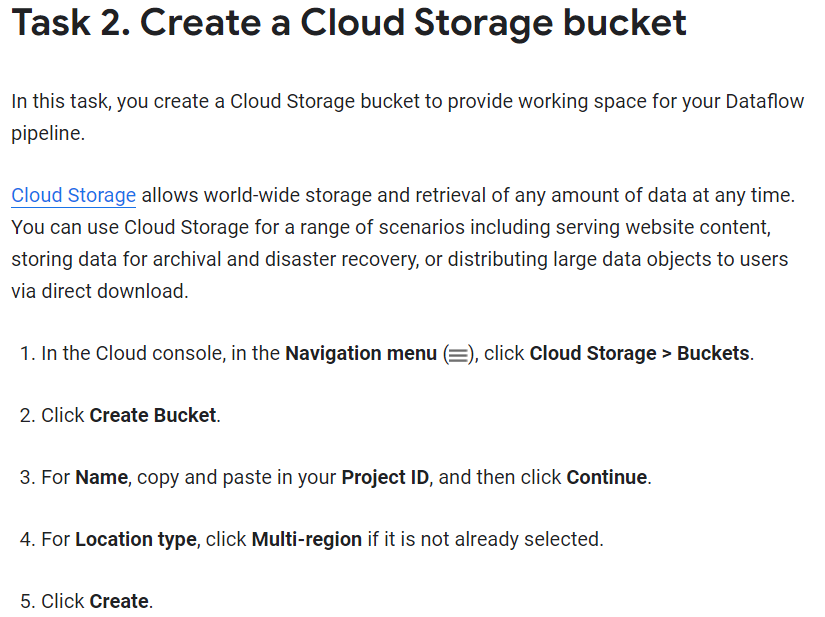 Task 2. Create a Cloud Storage bucket
In this task, you create a Cloud Storage bucket to provide working space for your Dataflow
pipeline.
Cloud Storage allows world-wide storage and retrieval of any amount of data at any time.
You can use Cloud Storage for a range of scenarios including serving website content,
storing data for archival and disaster recovery, or distributing large data objects to users
via direct download.
1. In the Cloud console, in the Navigation menu (≡), click Cloud Storage > Buckets.
2. Click Create Bucket.
3. For Name, copy and paste in your Project ID, and then click Continue.
4. For Location type, click Multi-region if it is not already selected.
5. Click Create.